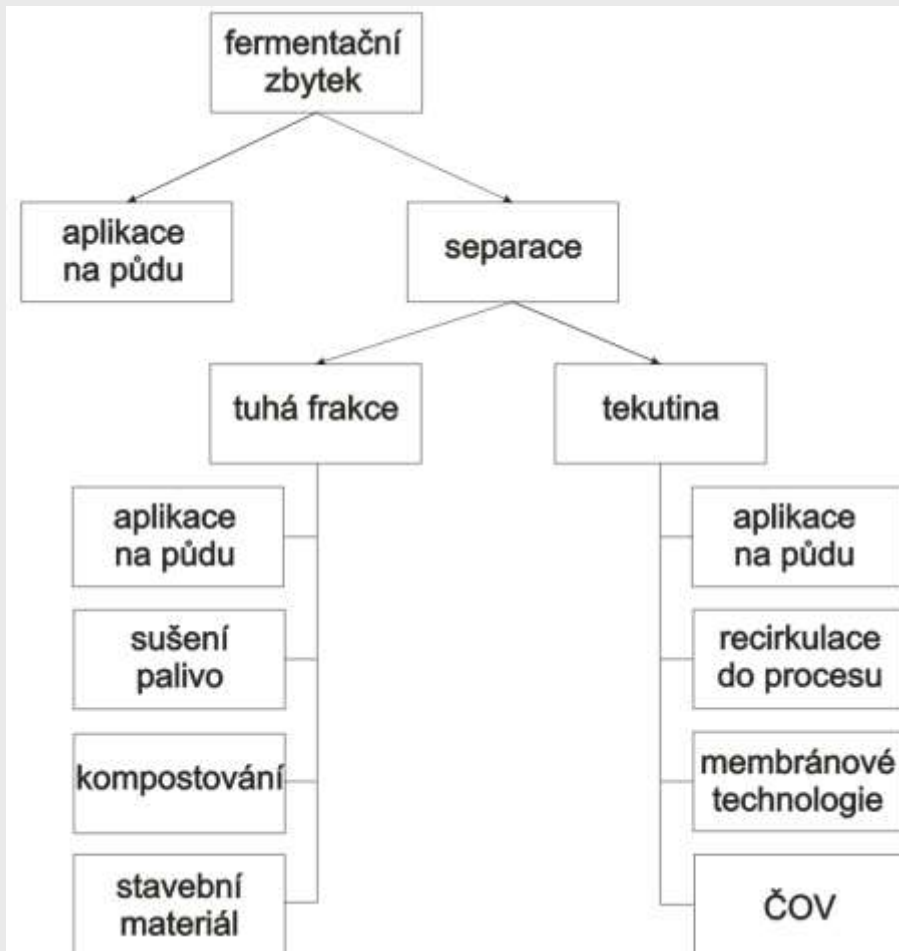 fermentační
zbytek
aplikace
na půdu
separace
tuhá frakce
tekutina
aplikace
na půdu
aplikace
na půdu
sušení
palivo
recirkulace
do procesu
kompostování
membránové
technologie
stavební
materiál
ČOV